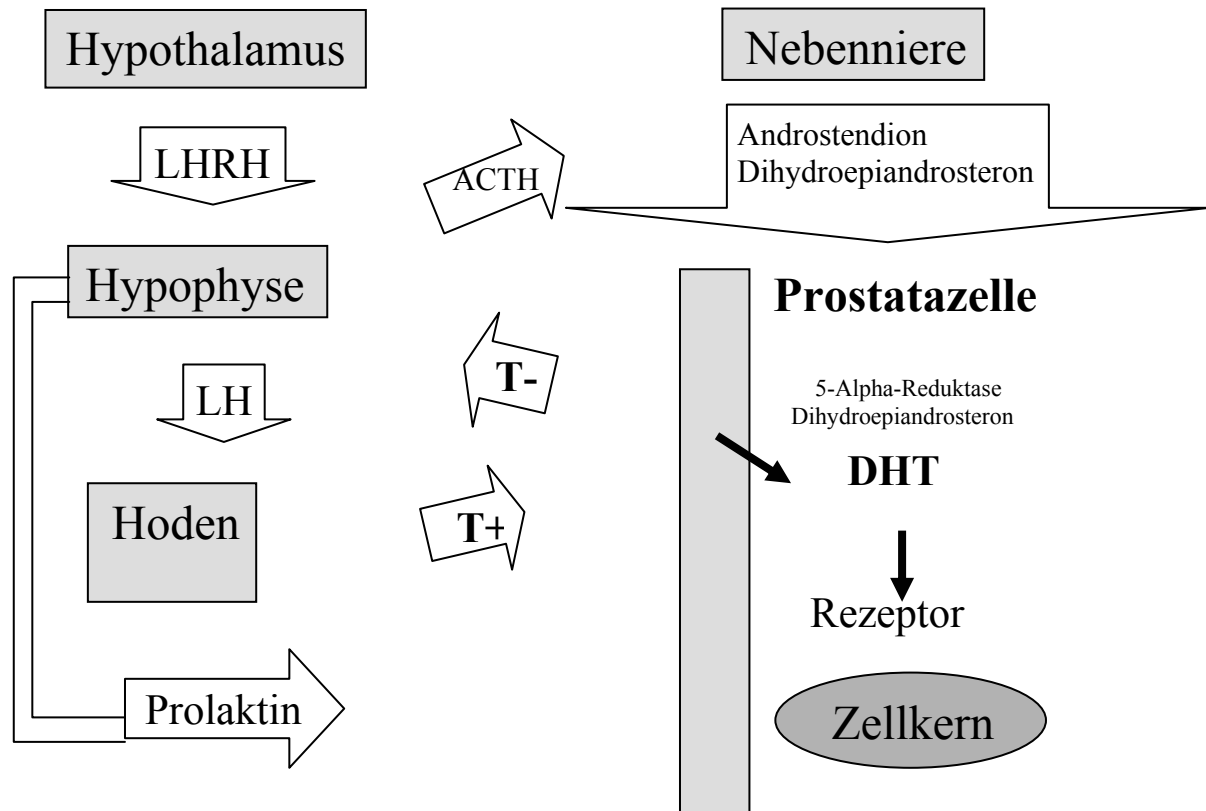 Hypothalamus
LHRH
Hypophyse
LH
Hoden
Prolaktin
ACTH
T-
T+
Nebenniere
Androstendion
Dihydroepiandrosteron
Prostatazelle
5-Alpha-Reduktase
Dihydroepiandrosteron
DHT
Rezeptor
Zellkern